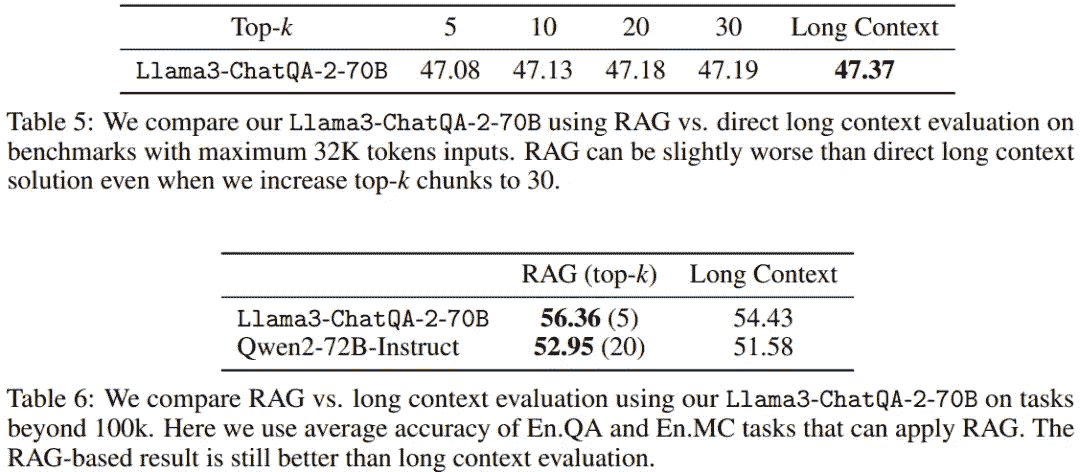 Top-k 5 10 20 30 Long Context
Llama3-ChatQA-2-70B 47.08 47.13 47.18 47.19 47.37
Table 5: We compare our Llama3-ChatQA-2-70B using RAG vs. direct long context evaluation on
benchmarks with maximum 32K tokens inputs. RAG can be slightly worse than direct long context
solution even when we increase top-k chunks to 30.
RAG (top-k) Long Context
Llama3-ChatQA-2-70B 56.36 (5) 54.43
Qwen2-72B-Instruct 52.95 (20) 51.58
Table 6: We compare RAG vs. long context evaluation using our Llama3-ChatQA-2-70B on tasks
beyond 100k. Here we use average accuracy of En.QA and En.MC tasks that can apply RAG. The
RAG-based result is still better than long context evaluation.